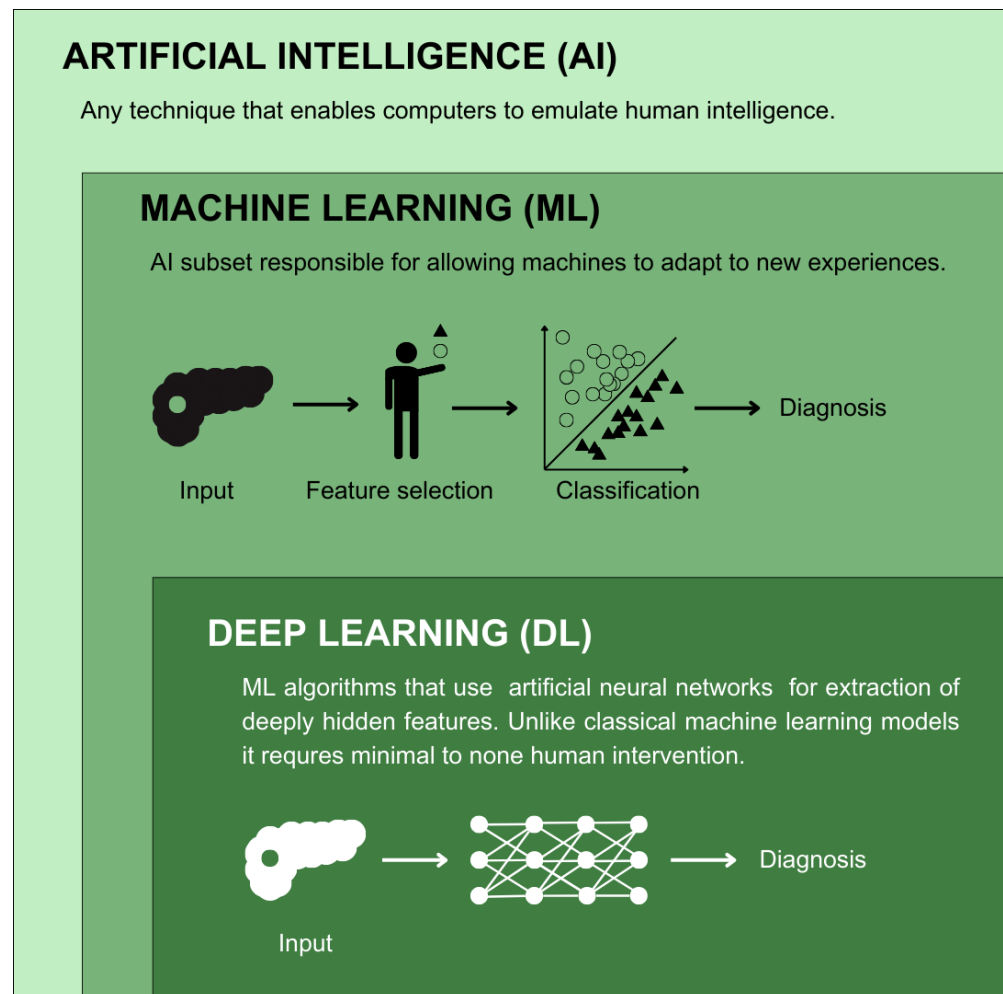 ARTIFICIAL INTELLIGENCE (AI)
Any technique that enables computers to emulate human intelligence.
MACHINE LEARNING (ML)
AI subset responsible for allowing machines to adapt to new experiences.
Diagnosis
Input
Feature selection
Classification
DEEP LEARNING (DL)
ML algorithms that use artificial neural networks for extraction of
deeply hidden features. Unlike classical machine learning models
it requres minimal to none human intervention.
Diagnosis
Input